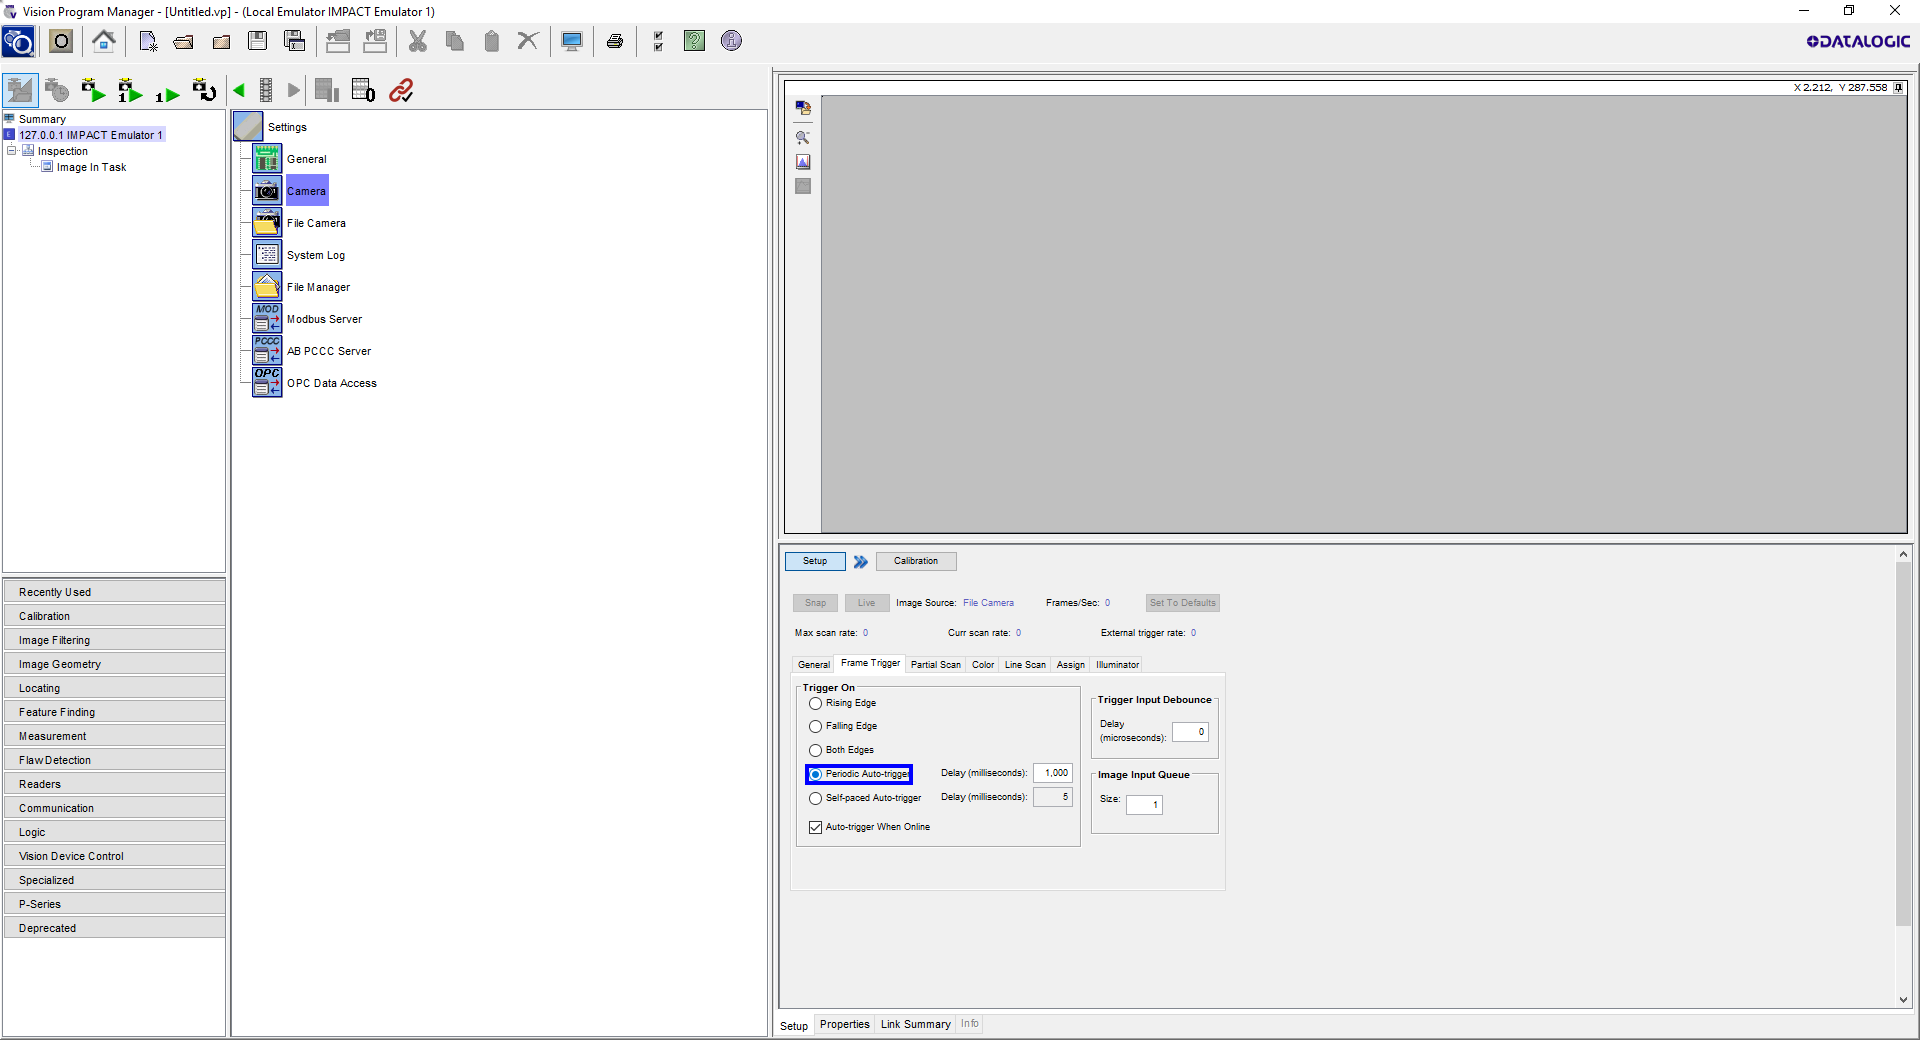 Vision Program Manager - [Untitled.vp] - (Local Emulator IMPACT Emulator 1)
DATALOGIC
1
1
0
X 2.212, Y 287.558
Summary
127.0.0.1 IMPACT Emulator 1
Inspection
Image In Task
Settings
General
Camera
File Camera
System Log
File Manager
MOD
Modbus Server
PCCC
AB PCCC Server
OPC
OPC Data Access
Recently Used
Calibration
Image Filtering
Image Geometry
Locating
Feature Finding
Measurement
Flaw Detection
Readers
Communication
Logic
Vision Device Control
Specialized
P-Series
Deprecated
Setup
Calibration
Snap Live Image Source: File Camera Frames/Sec: 0 Set To Defaults
Max scan rate: 0 Curr scan rate: 0 External trigger rate: 0
General Frame Trigger Partial Scan Color Line Scan Assign Illuminator
Trigger On
Rising Edge
Falling Edge
Both Edges
Periodic Auto-trigger Delay (milliseconds): 1,000
Self-paced Auto-trigger Delay (milliseconds): 5
Auto-trigger When Online
Trigger Input Debounce
Delay
(microseconds): 0
Image Input Queue
Size: 1
Setup Properties Link Summary Info